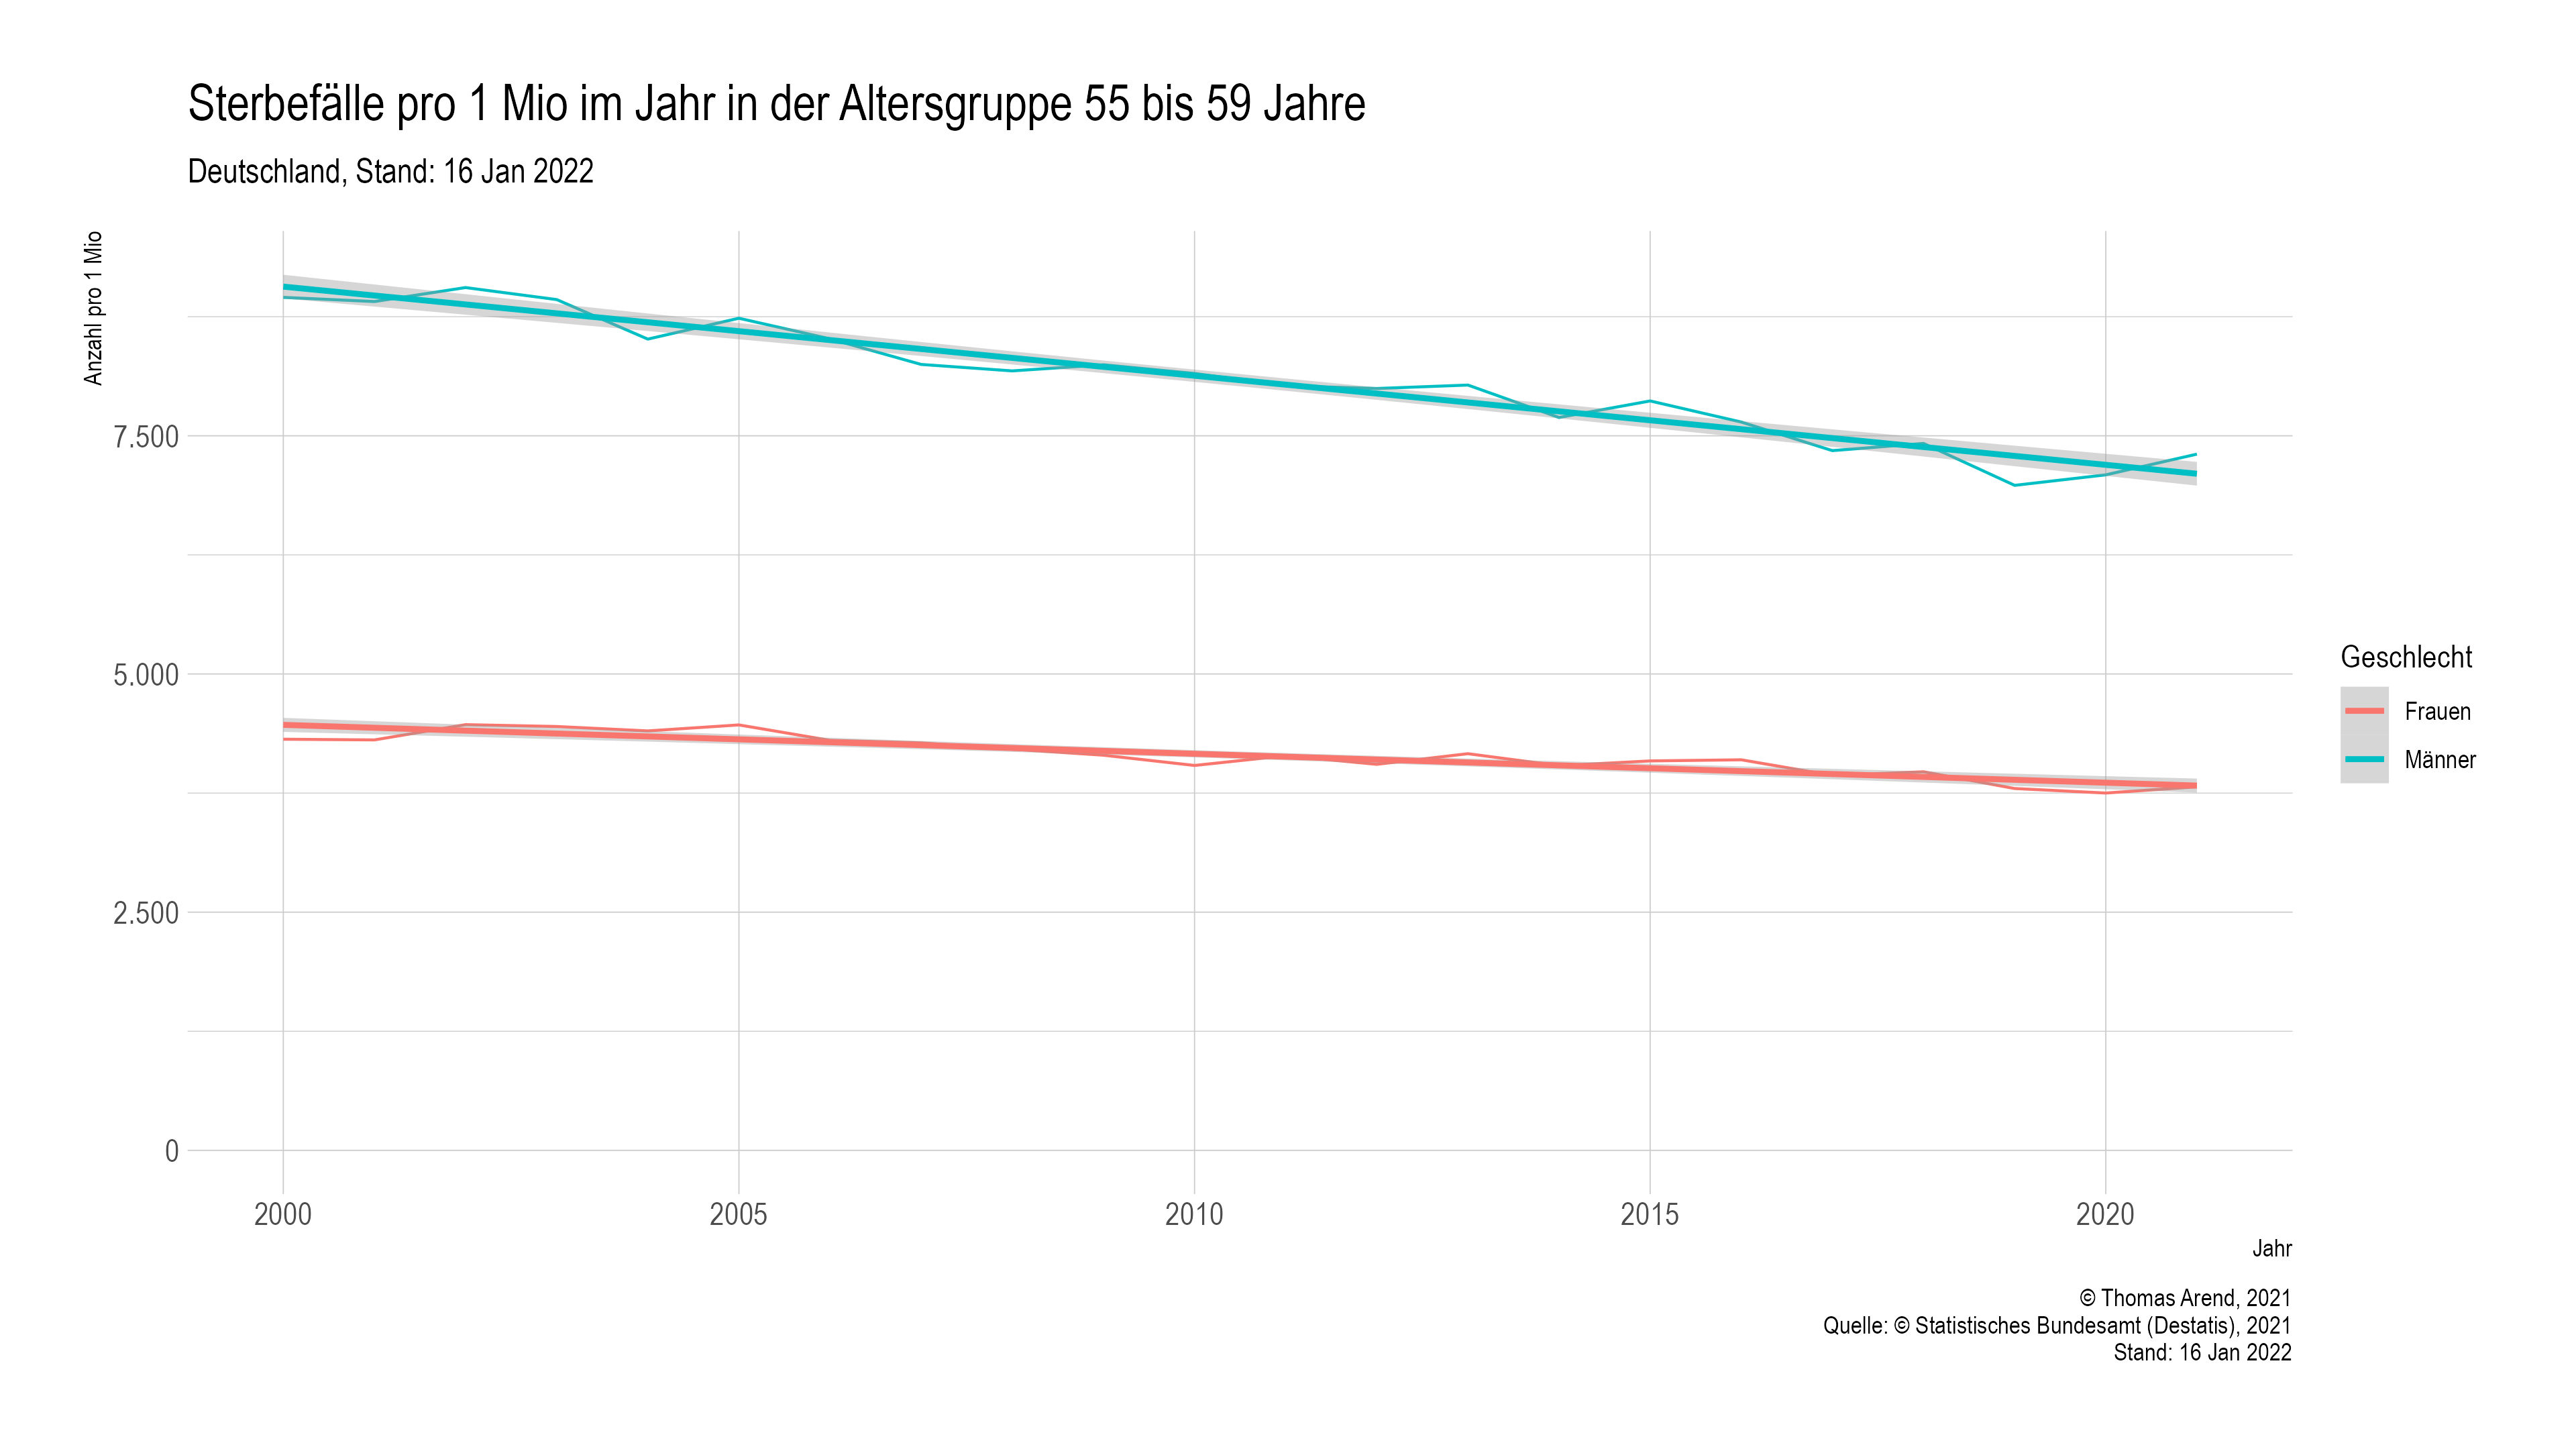 Sterbefälle pro 1 Mio im Jahr in der Altersgruppe 55 bis 59 Jahre
Deutschland, Stand: 16 Jan 2022
Anzahl pro 1 Mio
7.500
5.000
2.500
0
2000
2005
2010
2015
2020
Jahr
Geschlecht
Frauen
Männer
© Thomas Arend, 2021
Quelle: © Statistisches Bundesamt (Destatis), 2021
Stand: 16 Jan 2022